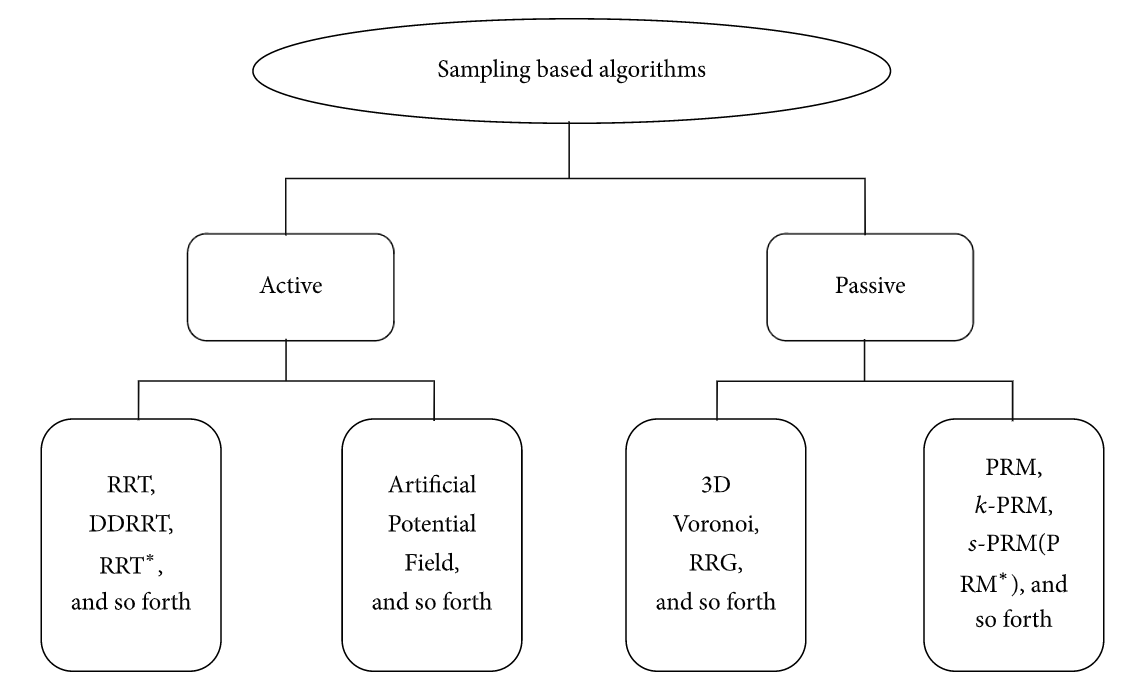 Sampling based algorithms
Active
Passive
RRT,
DDRRT,
RRT*,
and so forth
Artificial
Potential
Field,
and so forth
3D
Voronoi,
RRG,
and so forth
PRM,
k-PRM,
s-PRM(P
RM*), and
so forth